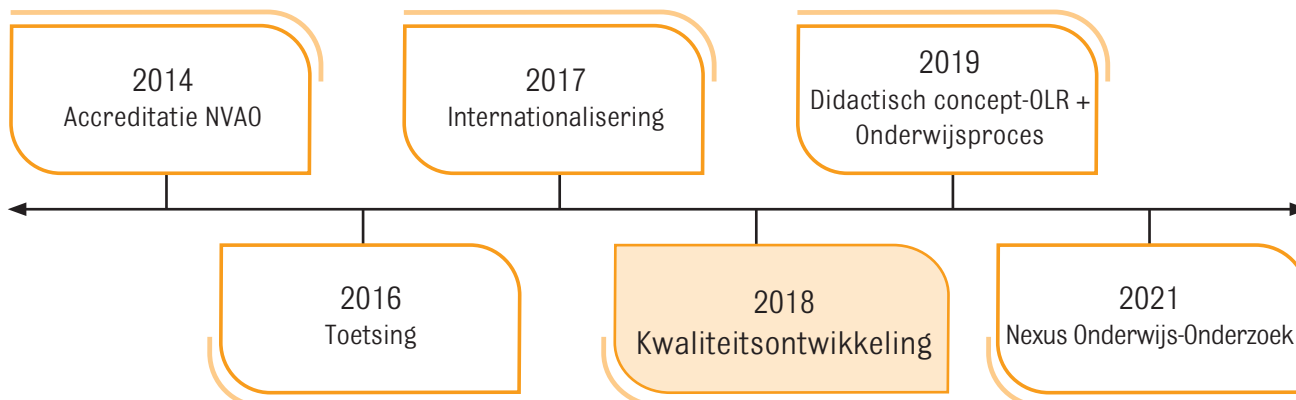 2014
Accreditatie NVAO
2017
Internationalisering
2019
Didactisch concept-OLR +
Onderwijsproces
2016
Toetsing
2018
Kwaliteitsontwikkeling
2021
Nexus Onderwijs-Onderzoek